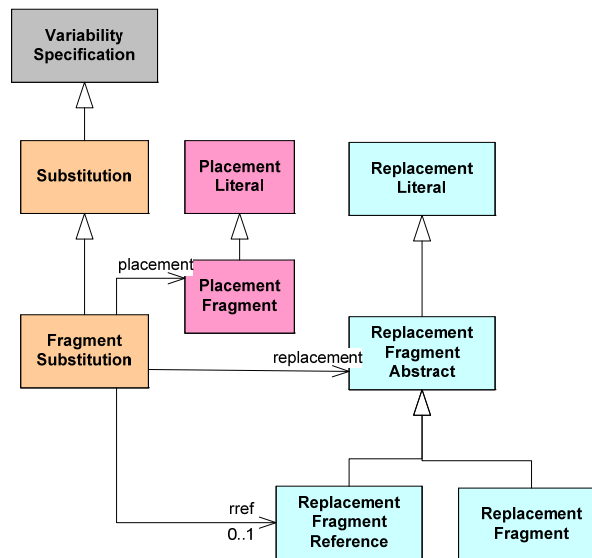 Variability
Specification
Substitution
Placement
Literal
Replacement
Literal
placement
Placement
Fragment
Fragment
Substitution
replacement
Replacement
Fragment
Abstract
rref
0..1
Replacement
Fragment
Reference
Replacement
Fragment